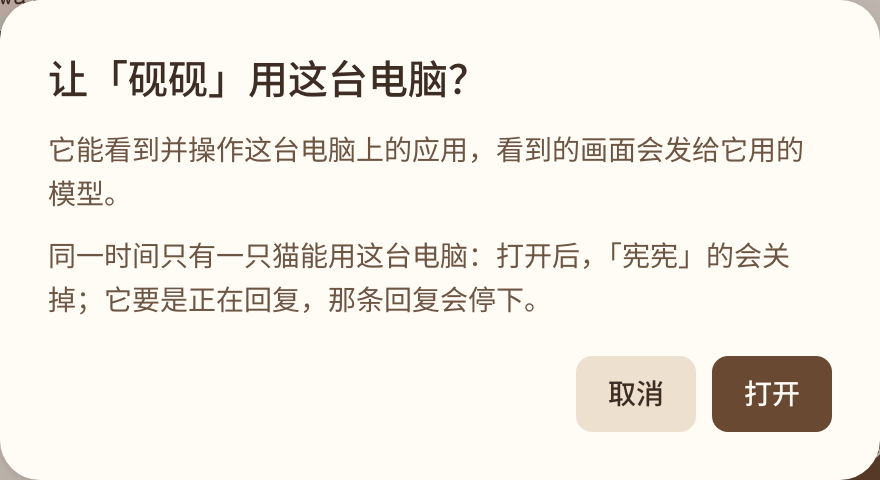 让「砚砚」用这台电脑？
它能看到并操作这台电脑上的应用，看到的画面会发给它用的
模型。
同一时间只有一只猫能用这台电脑：打开后，「宪宪」的会关
掉；它要是正在回复，那条回复会停下。
取消
打开